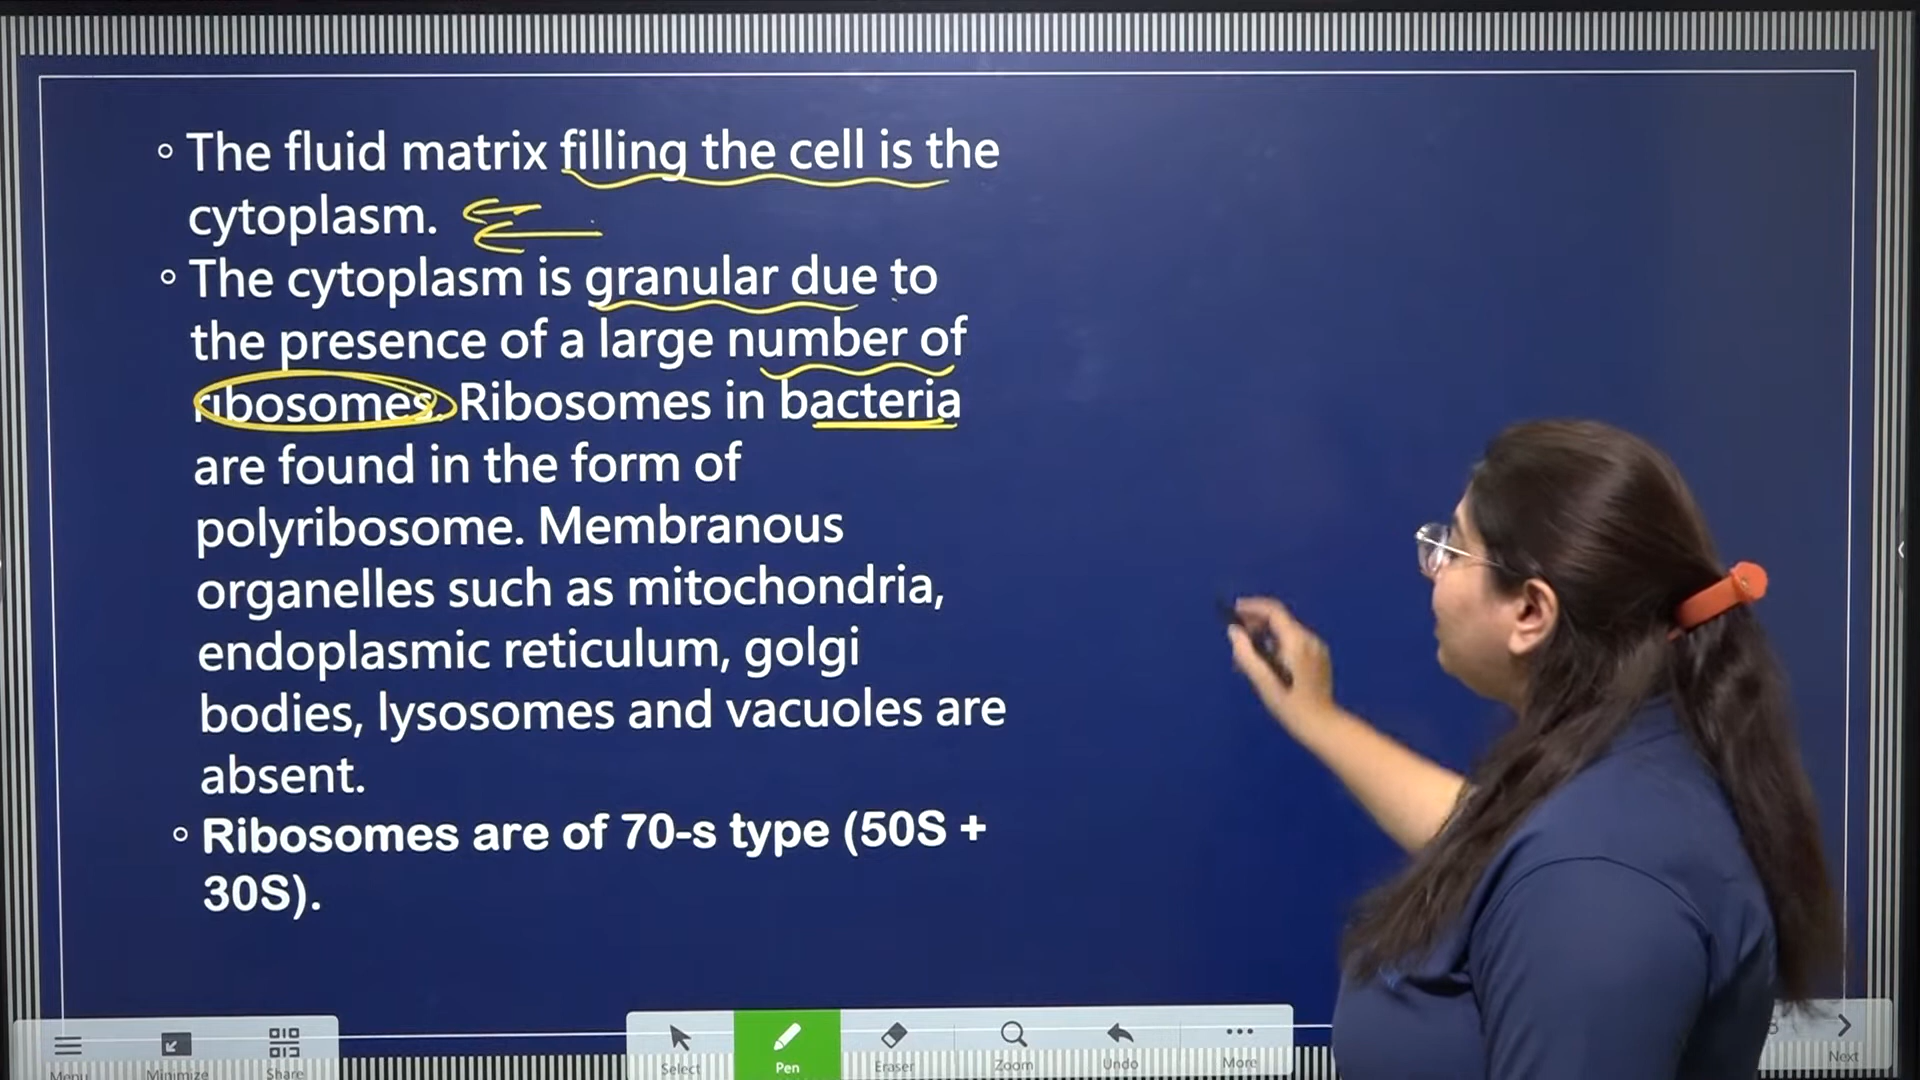 The fluid matrix filling the cell is the
cytoplasm.
The cytoplasm is granular due to
the presence of a large number of
ribosomes. Ribosomes in bacteria
are found in the form of
polyribosome. Membranous
organelles such as mitochondria,
endoplasmic reticulum, golgi
bodies, lysosomes and vacuoles are
absent.
Ribosomes are of 70-s type (50S +
30S).
Menu Minimize Share Select Pen Eraser Zoom Undo More Next